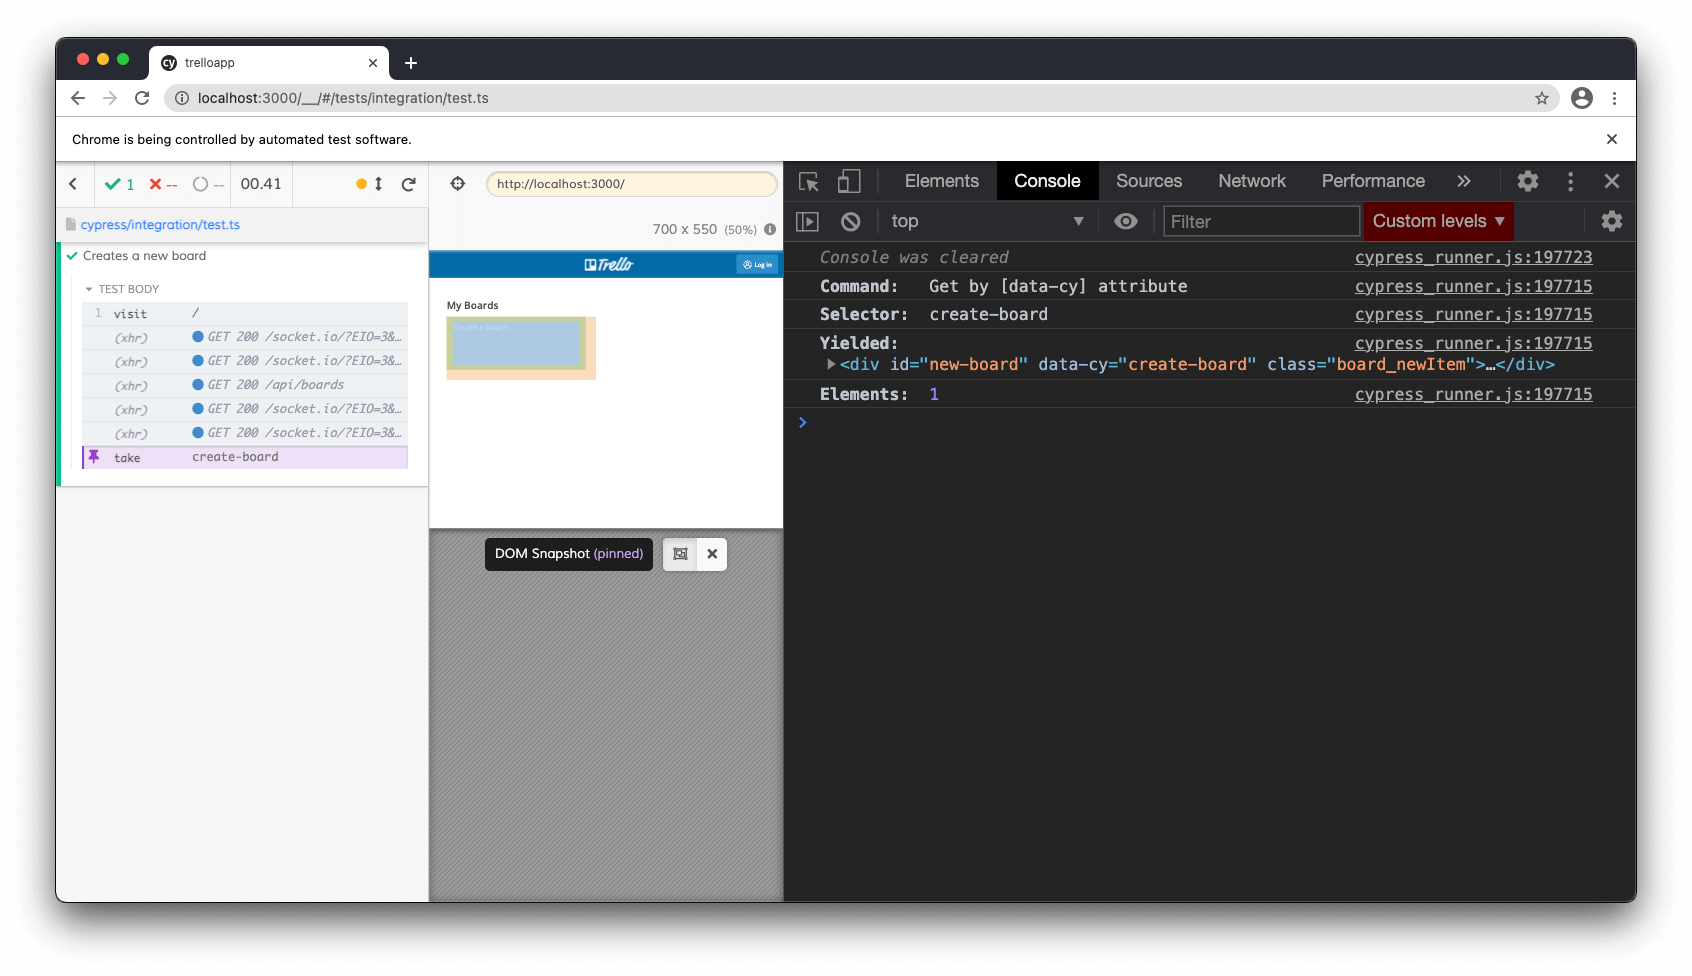 cy trelloapp
localhost:3000/__/#/tests/integration/test.ts
Chrome is being controlled by automated test software.
1 -- -- 00.41
cypress/integration/test.ts
Creates a new board
TEST BODY
1 visit /
(xhr) GET 200 /socket.io/?EIO=3&…
(xhr) GET 200 /socket.io/?EIO=3&…
(xhr) GET 200 /api/boards
(xhr) GET 200 /socket.io/?EIO=3&…
(xhr) GET 200 /socket.io/?EIO=3&…
take create-board
http://localhost:3000/
700 x 550 (50%)
Trello Log in
My Boards
Create a board...
DOM Snapshot (pinned)
Elements Console Sources Network Performance »
top Filter Custom levels
Console was cleared cypress_runner.js:197723
Command: Get by [data-cy] attribute cypress_runner.js:197715
Selector: create-board cypress_runner.js:197715
Yielded: cypress_runner.js:197715
<div id="new-board" data-cy="create-board" class="board_newItem">…</div>
Elements: 1 cypress_runner.js:197715